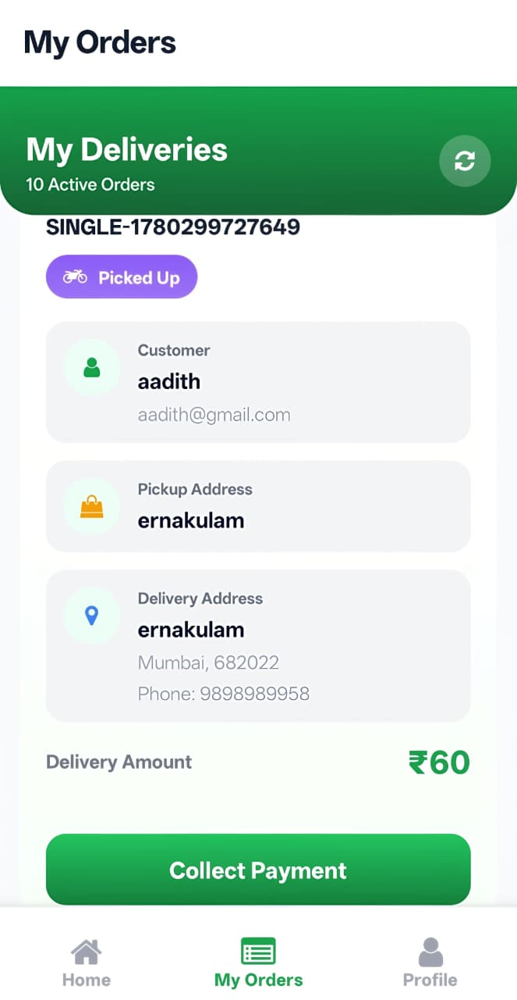 My Orders
My Deliveries
10 Active Orders
SINGLE-1780299727649
Picked Up
Customer
aadith
aadith@gmail.com
Pickup Address
ernakulam
Delivery Address
ernakulam
Mumbai, 682022
Phone: 9898989958
Delivery Amount
₹60
Collect Payment
Home
My Orders
Profile